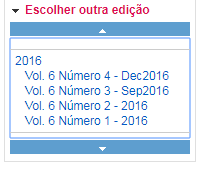 Escolher outra edição
2016
Vol. 6 Número 4 - Dec2016
Vol. 6 Número 3 - Sep2016
Vol. 6 Número 2 - 2016
Vol. 6 Número 1 - 2016